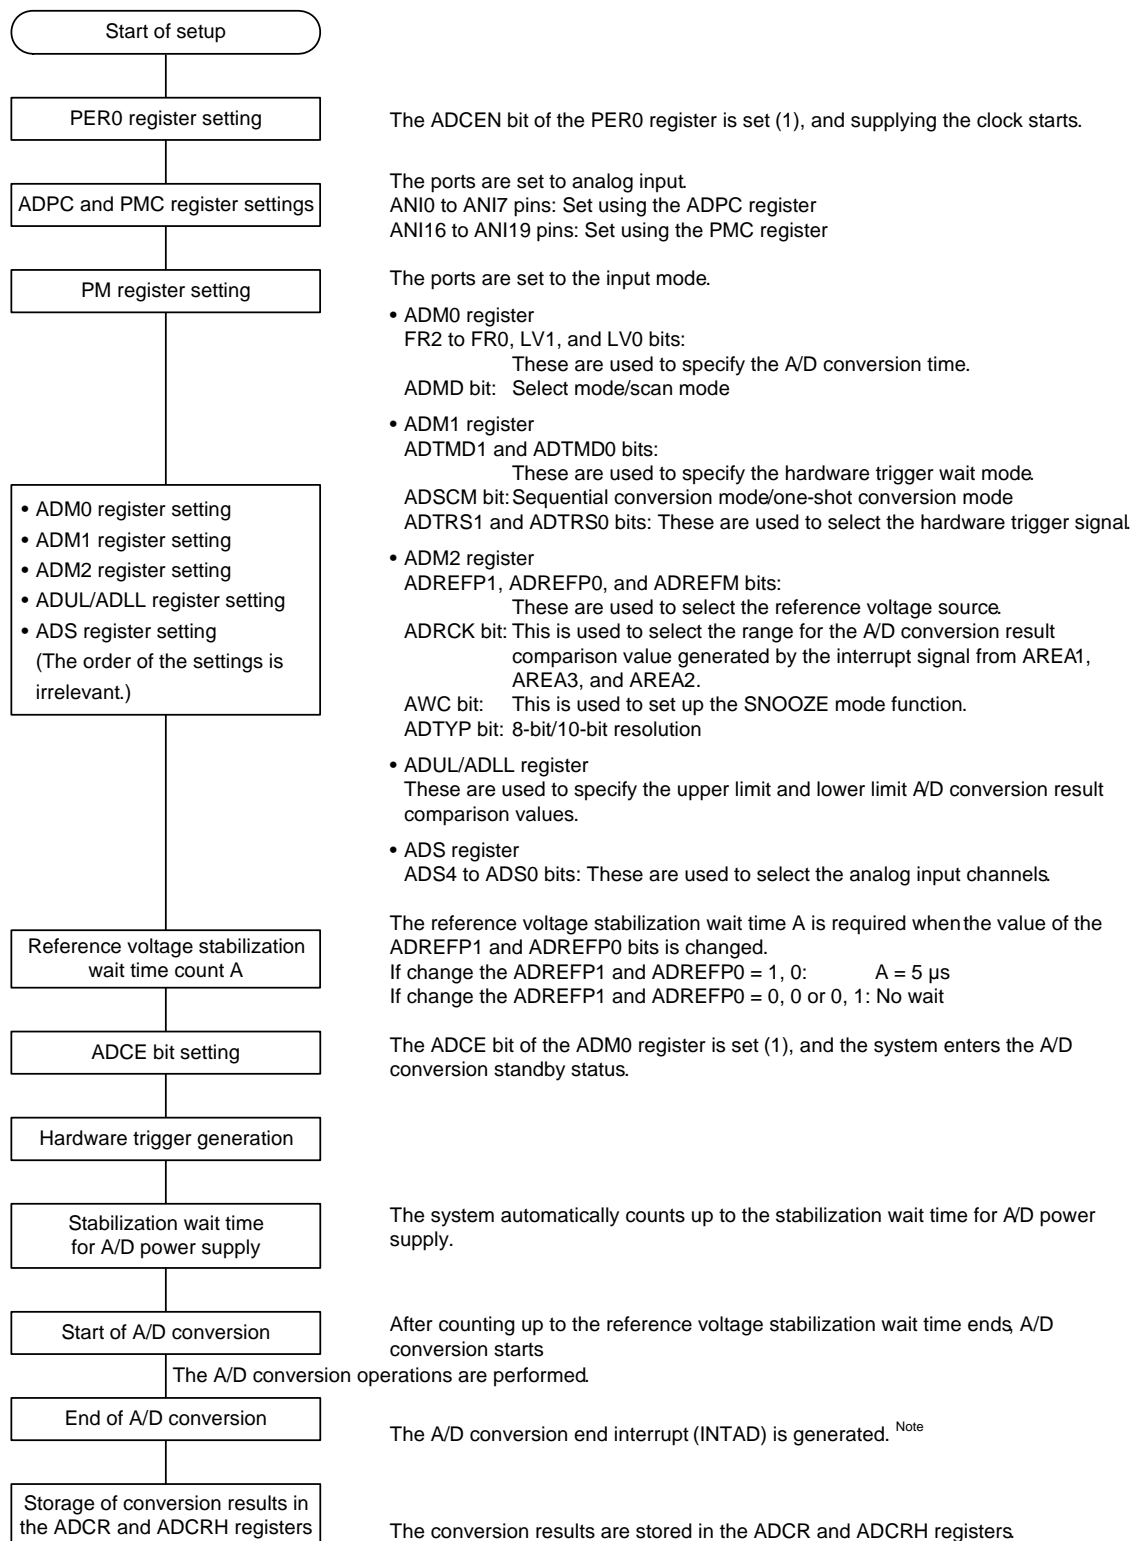 Start of setup
PER0 register setting
The ADCEN bit of the PER0 register is set (1), and supplying the clock starts.
ADPC and PMC register settings
The ports are set to analog input.
ANI0 to ANI7 pins: Set using the ADPC register
ANI16 to ANI19 pins: Set using the PMC register
PM register setting
The ports are set to the input mode.
• ADM0 register setting
• ADM1 register setting
• ADM2 register setting
• ADUL/ADLL register setting
• ADS register setting
(The order of the settings is
irrelevant.)
• ADM0 register
FR2 to FR0, LV1, and LV0 bits:
These are used to specify the A/D conversion time.
ADMD bit: Select mode/scan mode
• ADM1 register
ADTMD1 and ADTMD0 bits:
These are used to specify the hardware trigger wait mode.
ADSCM bit: Sequential conversion mode/one-shot conversion mode
ADTRS1 and ADTRS0 bits: These are used to select the hardware trigger signal.
• ADM2 register
ADREFP1, ADREFP0, and ADREFM bits:
These are used to select the reference voltage source.
ADRCK bit: This is used to select the range for the A/D conversion result
comparison value generated by the interrupt signal from AREA1,
AREA3, and AREA2.
AWC bit: This is used to set up the SNOOZE mode function.
ADTYP bit: 8-bit/10-bit resolution
• ADUL/ADLL register
These are used to specify the upper limit and lower limit A/D conversion result
comparison values.
• ADS register
ADS4 to ADS0 bits: These are used to select the analog input channels.
Reference voltage stabilization
wait time count A
The reference voltage stabilization wait time A is required when the value of the
ADREFP1 and ADREFP0 bits is changed.
If change the ADREFP1 and ADREFP0 = 1, 0: A = 5 µs
If change the ADREFP1 and ADREFP0 = 0, 0 or 0, 1: No wait
ADCE bit setting
The ADCE bit of the ADM0 register is set (1), and the system enters the A/D
conversion standby status.
Hardware trigger generation
Stabilization wait time
for A/D power supply
The system automatically counts up to the stabilization wait time for A/D power
supply.
Start of A/D conversion
After counting up to the reference voltage stabilization wait time ends, A/D
conversion starts
The A/D conversion operations are performed.
End of A/D conversion
The A/D conversion end interrupt (INTAD) is generated. Note
Storage of conversion results in
the ADCR and ADCRH registers
The conversion results are stored in the ADCR and ADCRH registers.